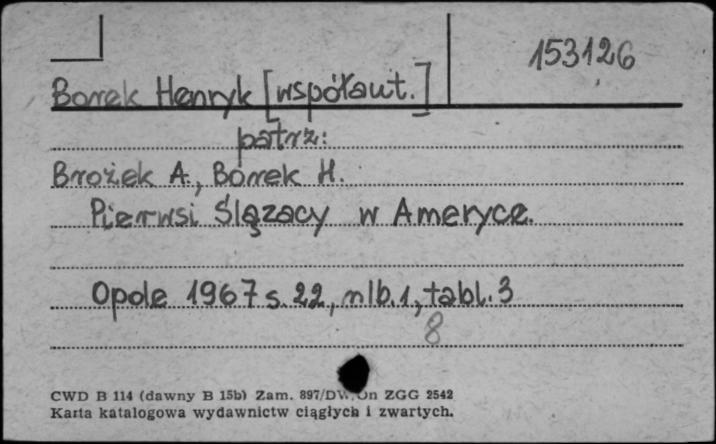 153126
Borek Henryk [współaut.]
patrz:
Brożek A., Borek H.
Pierwsi Ślązacy w Ameryce.
Opole 1967 s. 22, nlb. 1, tabl. 3
8
CWD B 114 (dawny B 15b) Zam. 897/DW. On ZGG 2542
Karta katalogowa wydawnictw ciągłych i zwartych.